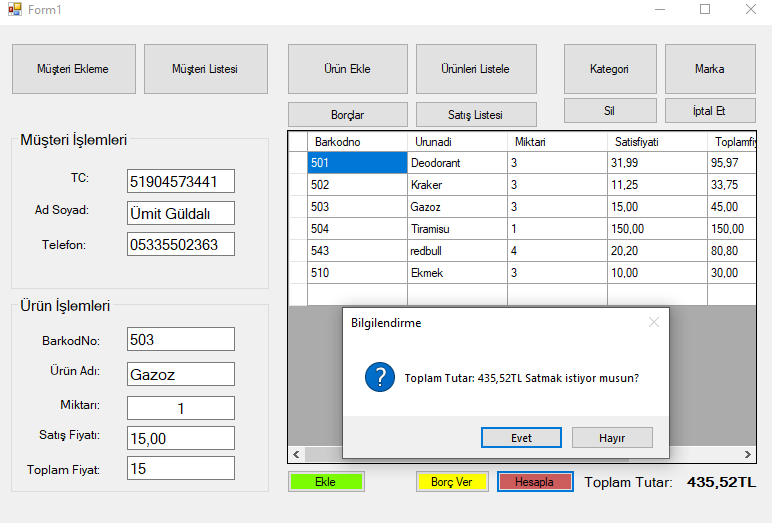 Form1
Müşteri Ekleme Müşteri Listesi Ürün Ekle Ürünleri Listele Kategori Marka
Borçlar Satış Listesi Sil İptal Et
Müşteri İşlemleri
TC: 51904573441
Ad Soyad: Ümit Güldalı
Telefon: 05335502363
Ürün İşlemleri
BarkodNo: 503
Ürün Adı: Gazoz
Miktarı: 1
Satış Fiyatı: 15,00
Toplam Fiyat: 15
Barkodno Urunadi Miktari Satisfiyati Toplamfiy
501 Deodorant 3 31,99 95,97
502 Kraker 3 11,25 33,75
503 Gazoz 3 15,00 45,00
504 Tiramisu 1 150,00 150,00
543 redbull 4 20,20 80,80
510 Ekmek 3 10,00 30,00
Bilgilendirme
Toplam Tutar: 435,52TL Satmak istiyor musun?
Evet Hayır
Ekle Borç Ver Hesapla Toplam Tutar: 435,52TL